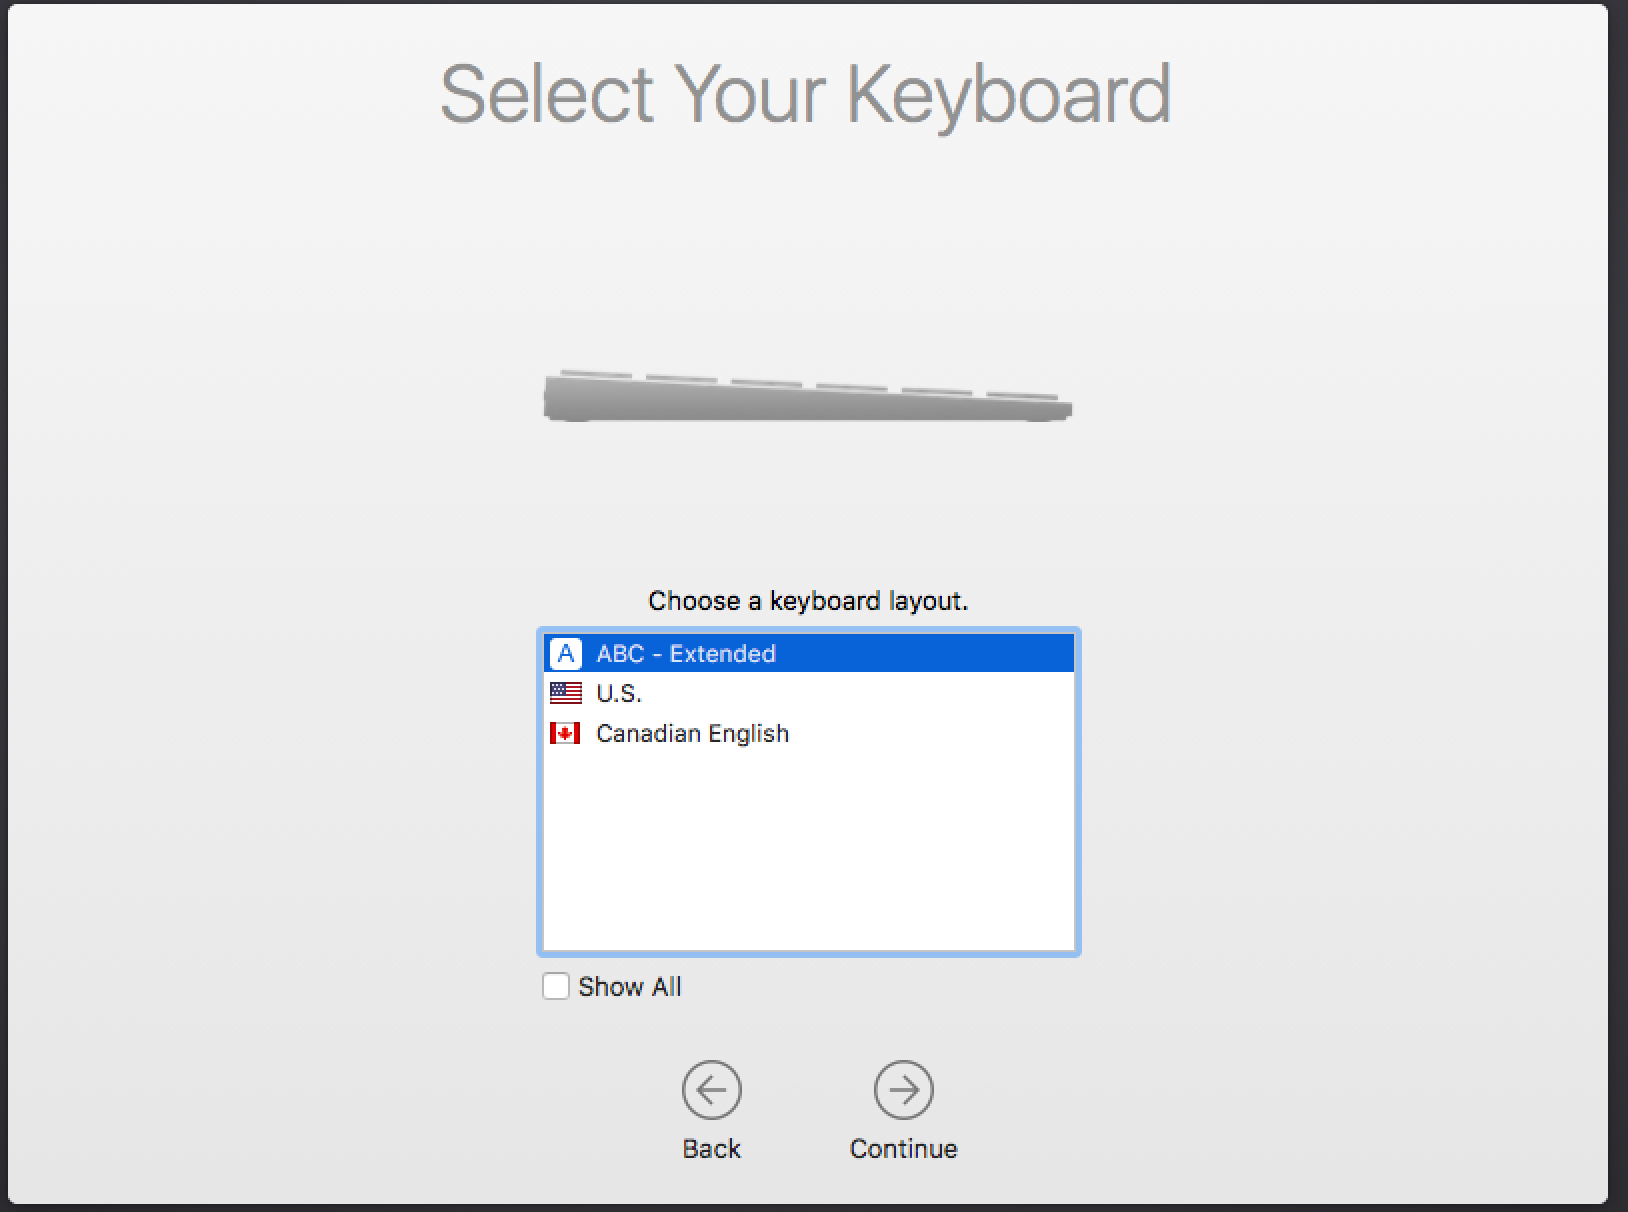 Select Your Keyboard
Choose a keyboard layout.
A ABC - Extended
U.S.
Canadian English
Show All
Back
Continue